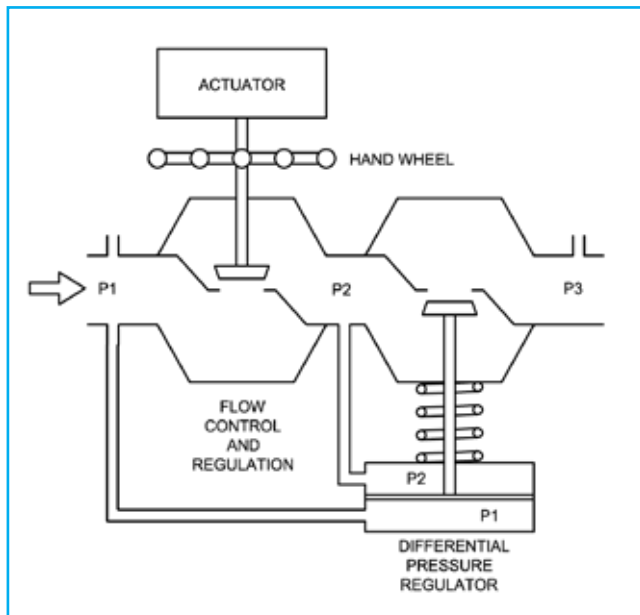 ACTUATOR
HAND WHEEL
P1
P2
P3
FLOW
CONTROL
AND
REGULATION
P2
P1
DIFFERENTIAL
PRESSURE
REGULATOR